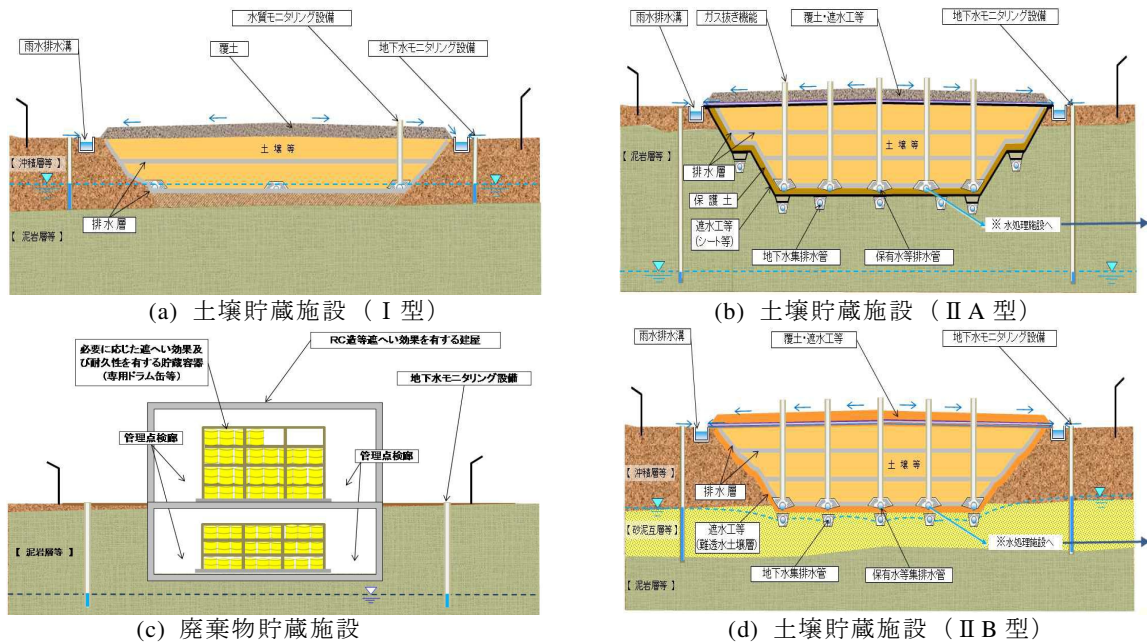 雨水排水溝
水質モニタリング設備
覆土
地下水モニタリング設備
【 沖積層等 】
土 壌 等
排 水 層
【 泥岩層等 】
(a) 土壌貯蔵施設（Ⅰ型）
雨水排水溝
ガス抜き機能
覆土・遮水工等
地下水モニタリング設備
【 泥岩層等 】
土 壌 等
排 水 層
保 護 土
遮水工等
(シート等)
地下水集排水管
保有水等排水管
※ 水処理施設へ
(b) 土壌貯蔵施設（ⅡA型）
必要に応じた遮へい効果及
び耐久性を有する貯蔵容器
（専用ドラム缶等）
RC造等遮へい効果を有する建屋
地下水モニタリング設備
管理点検廊
管理点検廊
【 泥岩層等 】
(c) 廃棄物貯蔵施設
雨水排水溝
覆土・遮水工等
地下水モニタリング設備
【 沖積層等 】
土 壌 等
排 水 層
【 砂泥互層等 】
遮水工等
(難透水土壌層)
※水処理施設へ
地下水集排水管
保有水等集排水管
【 泥岩層等 】
(d) 土壌貯蔵施設（ⅡB型）